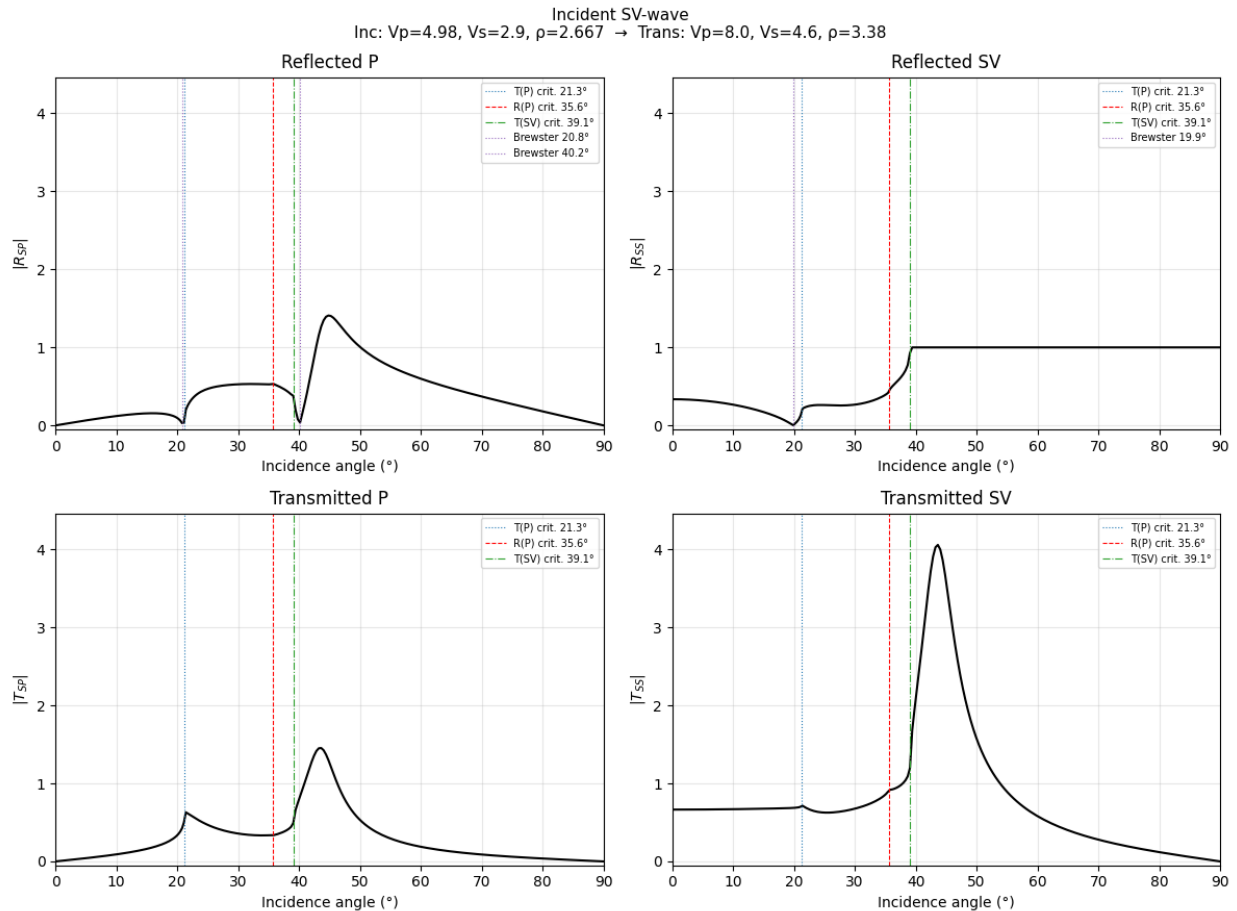 Incident SV-wave
Inc: Vp=4.98, Vs=2.9, ρ=2.667 → Trans: Vp=8.0, Vs=4.6, ρ=3.38
Reflected P
|R_SP|
4
3
2
1
0
T(P) crit. 21.3°
R(P) crit. 35.6°
T(SV) crit. 39.1°
Brewster 20.8°
Brewster 40.2°
0 10 20 30 40 50 60 70 80 90
Incidence angle (°)
Reflected SV
|R_SS|
4
3
2
1
0
T(P) crit. 21.3°
R(P) crit. 35.6°
T(SV) crit. 39.1°
Brewster 19.9°
0 10 20 30 40 50 60 70 80 90
Incidence angle (°)
Transmitted P
|T_SP|
4
3
2
1
0
T(P) crit. 21.3°
R(P) crit. 35.6°
T(SV) crit. 39.1°
0 10 20 30 40 50 60 70 80 90
Incidence angle (°)
Transmitted SV
|T_SS|
4
3
2
1
0
T(P) crit. 21.3°
R(P) crit. 35.6°
T(SV) crit. 39.1°
0 10 20 30 40 50 60 70 80 90
Incidence angle (°)